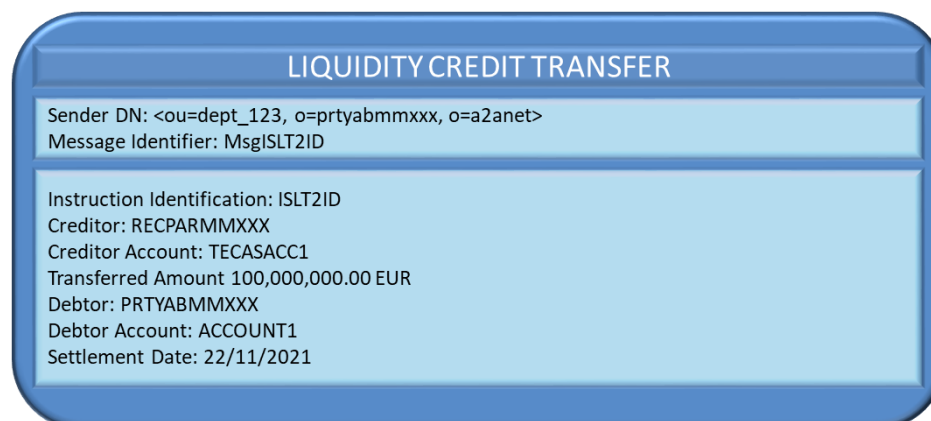 LIQUIDITY CREDIT TRANSFER
Sender DN: <ou=dept_123, o=prtyabmmxxx, o=a2anet>
Message Identifier: MsgISLT2ID
Instruction Identification: ISLT2ID
Creditor: RECPARMMXXX
Creditor Account: TECASACC1
Transferred Amount 100,000,000.00 EUR
Debtor: PRTYABMMXXX
Debtor Account: ACCOUNT1
Settlement Date: 22/11/2021